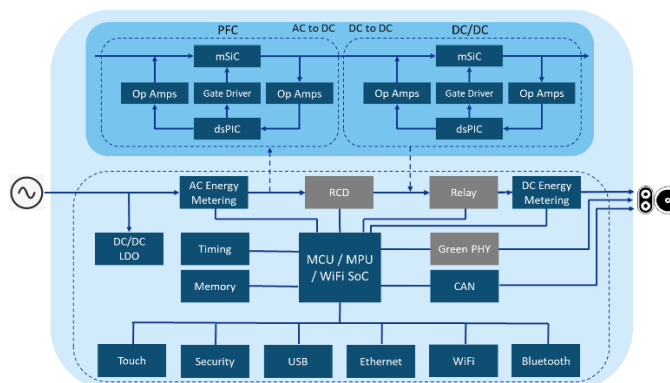 PFC
AC to DC
DC to DC
DC/DC
mSiC
mSiC
Op Amps
Gate Driver
Op Amps
Op Amps
Gate Driver
Op Amps
dsPIC
dsPIC
AC Energy
Metering
RCD
Relay
DC Energy
Metering
DC/DC
LDO
Timing
MCU / MPU
/ WiFi SoC
Green PHY
Memory
CAN
Touch
Security
USB
Ethernet
WiFi
Bluetooth